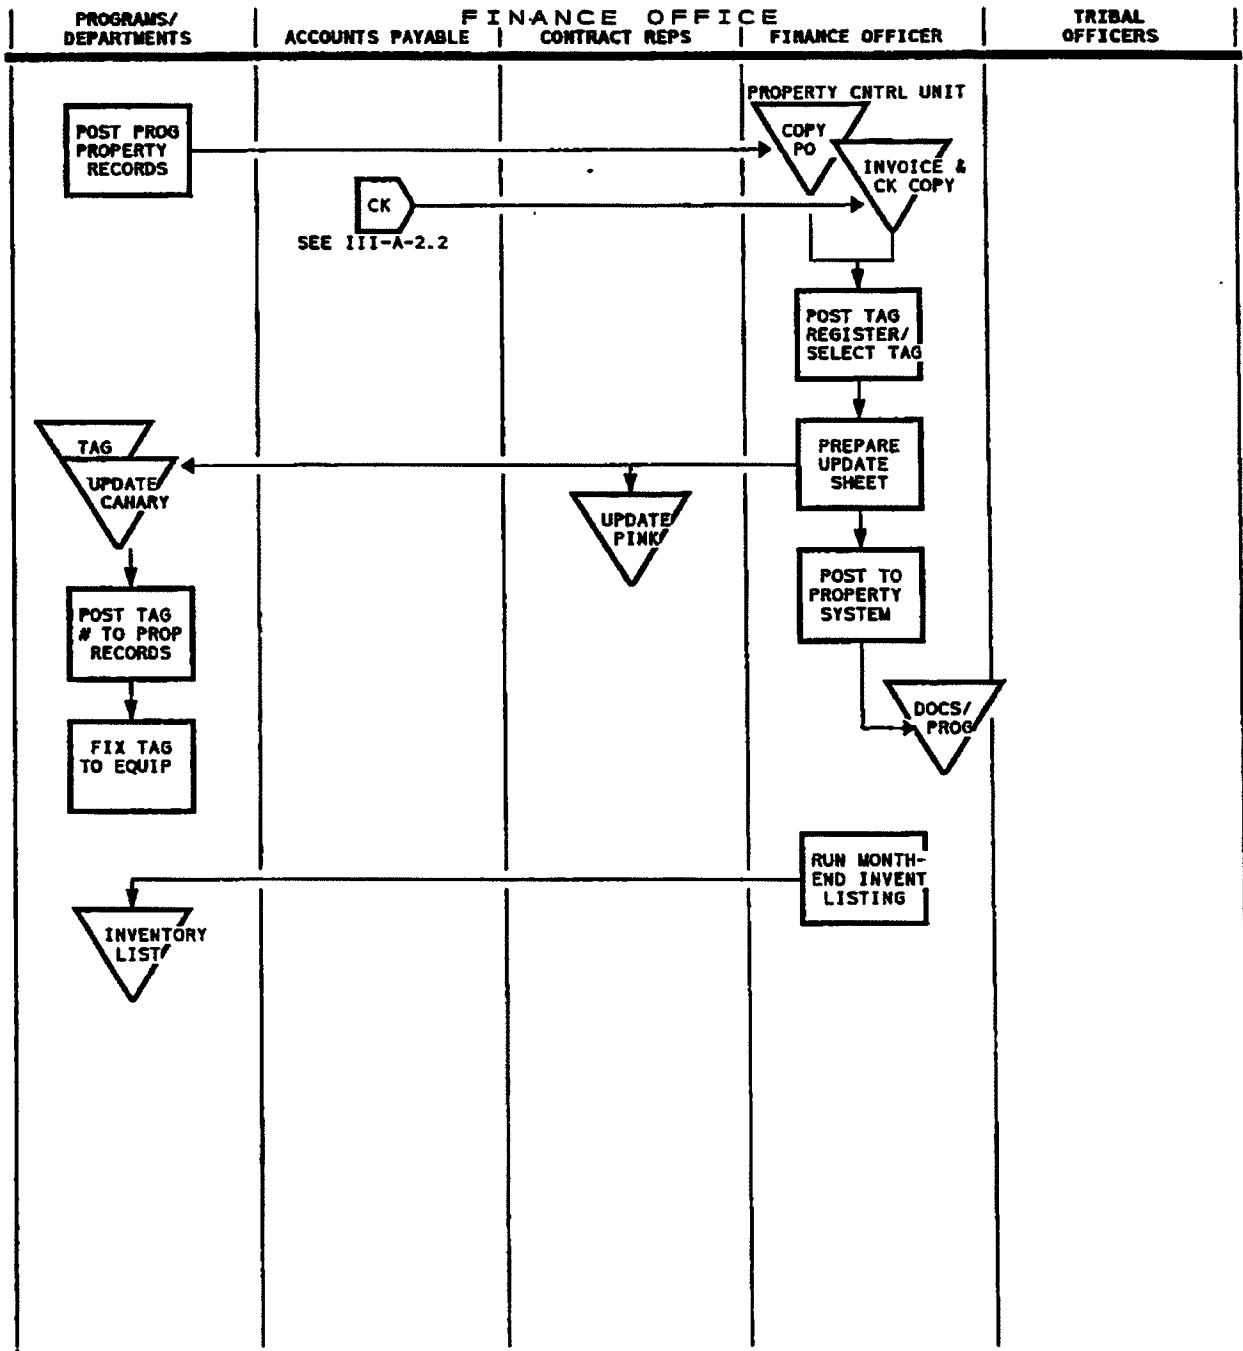 PROGRAMS/
DEPARTMENTS
FINANCE OFFICE
ACCOUNTS PAYABLE
CONTRACT REPS
FINANCE OFFICER
TRIBAL
OFFICERS
POST PROG
PROPERTY
RECORDS
PROPERTY CNTRL UNIT
COPY
PO
INVOICE &
CK COPY
CK
SEE III-A-2.2
POST TAG
REGISTER/
SELECT TAG
TAG
UPDATE
CANARY
UPDATE
PINK
PREPARE
UPDATE
SHEET
POST TO
PROPERTY
SYSTEM
POST TAG
# TO PROP
RECORDS
DOCS/
PROG
FIX TAG
TO EQUIP
RUN MONTH-
END INVENT
LISTING
INVENTORY
LIST